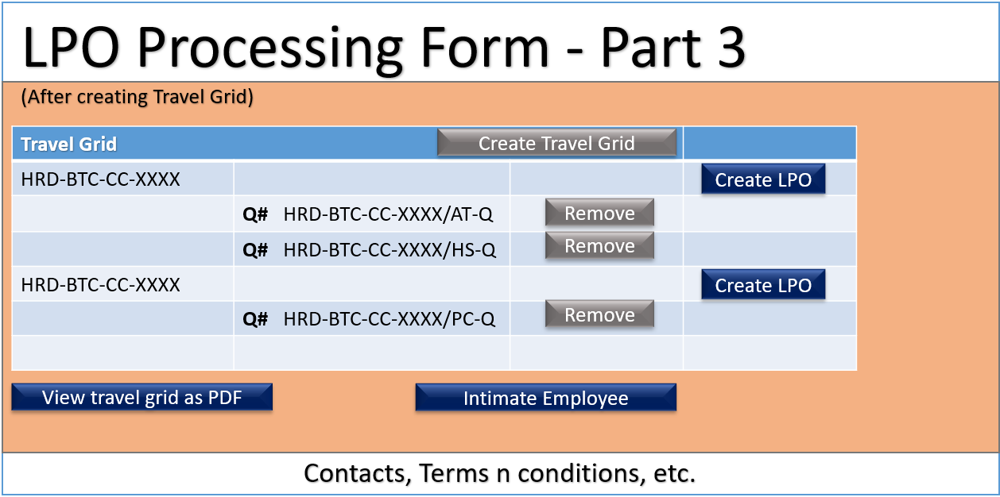 LPO Processing Form - Part 3
(After creating Travel Grid)
Travel Grid Create Travel Grid
HRD-BTC-CC-XXXX Create LPO
Q# HRD-BTC-CC-XXXX/AT-Q Remove
Q# HRD-BTC-CC-XXXX/HS-Q Remove
HRD-BTC-CC-XXXX Create LPO
Q# HRD-BTC-CC-XXXX/PC-Q Remove
View travel grid as PDF Intimate Employee
Contacts, Terms n conditions, etc.